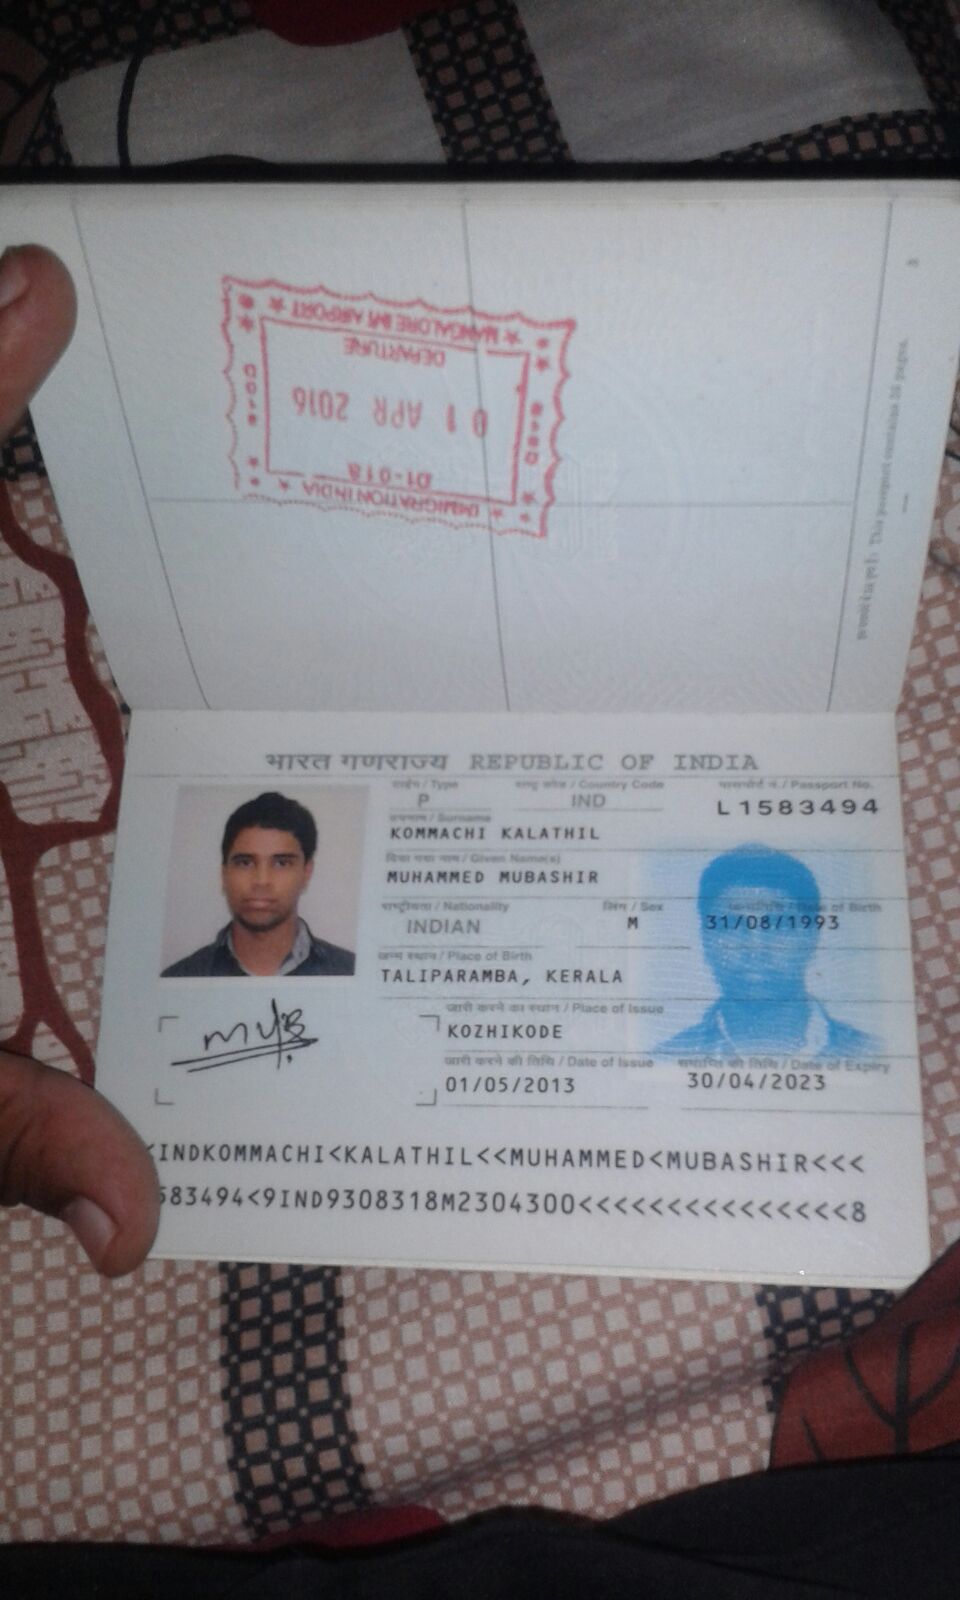 ★ MANGALORE INT AIRPORT ★
DEPARTURE
01 APR 2016
D1-018
★ IMMIGRATION INDIA ★
D018
D018
This passport contains 36 pages.
भारत गणराज्य REPUBLIC OF INDIA
टाईप / Type
राष्ट्र कोड / Country Code
पासपोर्ट नं. / Passport No.
P IND L1583494
उपनाम / Surname
KOMMACHI KALATHIL
दिया गया नाम / Given Name(s)
MUHAMMED MUBASHIR
राष्ट्रीयता / Nationality लिंग / Sex जन्मतिथि / Date of Birth
INDIAN M 31/08/1993
जन्म स्थान / Place of Birth
TALIPARAMBA, KERALA
जारी करने का स्थान / Place of Issue
KOZHIKODE
जारी करने की तिथि / Date of Issue समाप्ति की तिथि / Date of Expiry
01/05/2013 30/04/2023
<INDKOMMACHI<KALATHIL<<MUHAMMED<MUBASHIR<<<
583494<9IND9308318M2304300<<<<<<<<<<<<<<<8